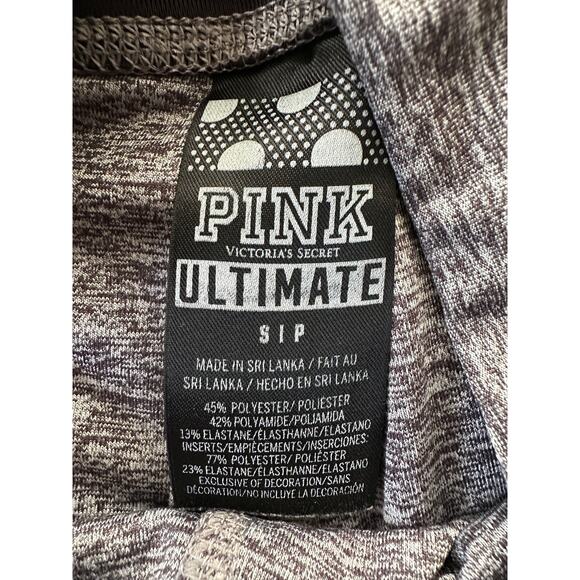 PINK
VICTORIA'S SECRET
ULTIMATE
S | P
MADE IN SRI LANKA / FAIT AU
SRI LANKA / HECHO EN SRI LANKA
45% POLYESTER/ POLIÉSTER
42% POLYAMIDE/POLIAMIDA
13% ELASTANE/ÉLASTHANNE/ELASTANO
INSERTS/EMPIÈCEMENTS/INSERCIONES:
77% POLYESTER/ POLIÉSTER
23% ELASTANE/ÉLASTHANNE/ELASTANO
EXCLUSIVE OF DECORATION/SANS
DÉCORATION/NO INCLUYE LA DECORACIÓN